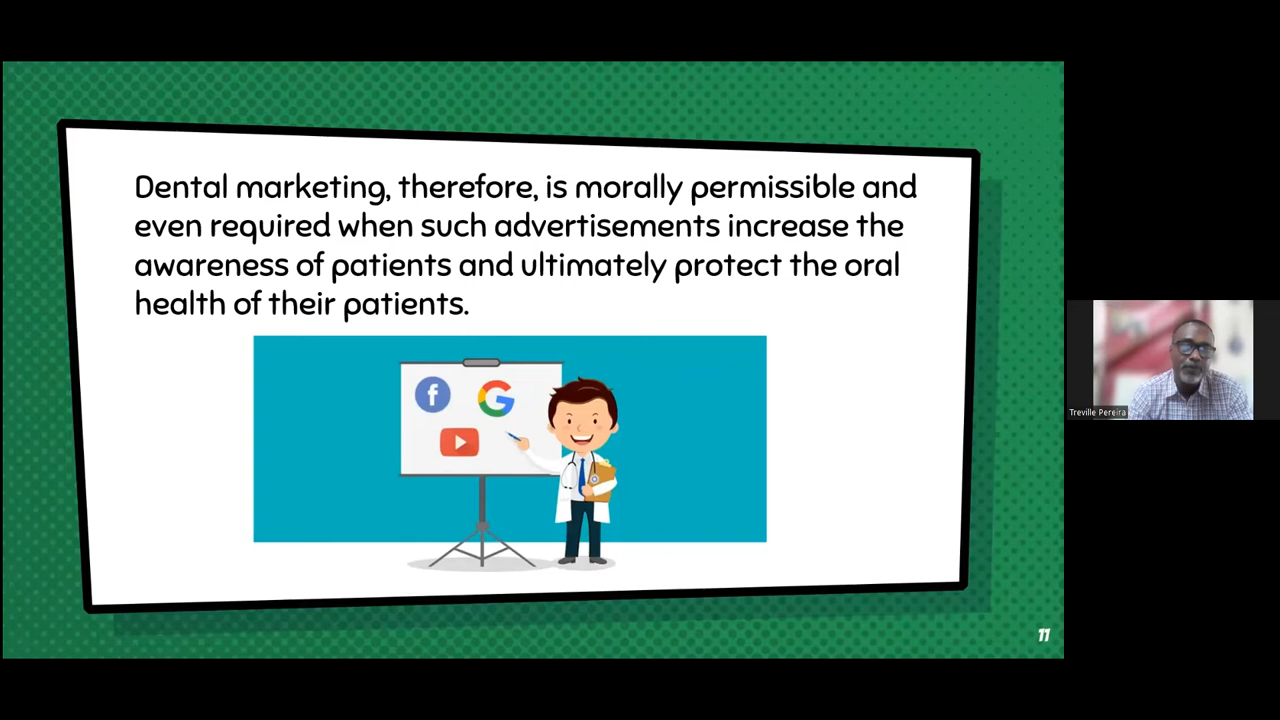 Dental marketing, therefore, is morally permissible and
even required when such advertisements increase the
awareness of patients and ultimately protect the oral
health of their patients.
f
G
Treville Pereira
11